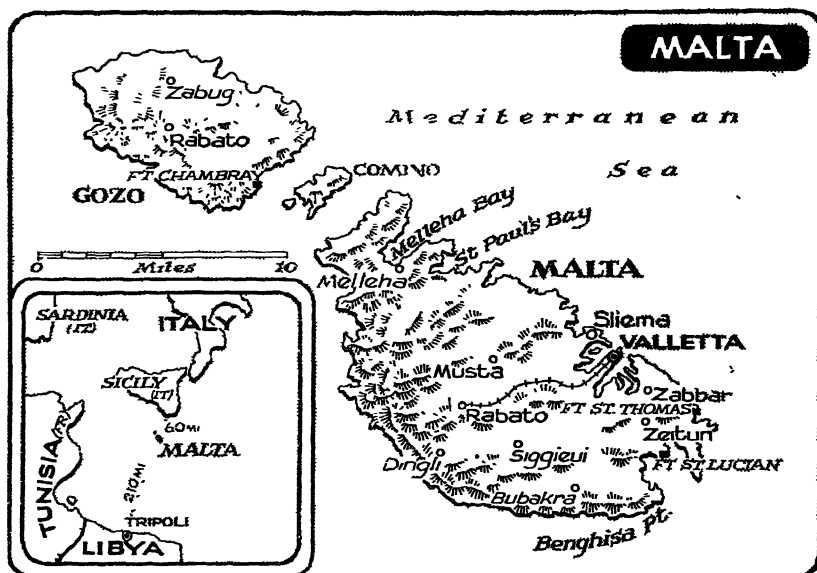 MALTA
Zabug
Mediterranean
Rabato
Sea
FT CHAMBRAY
COMINO
GOZO
Melleha Bay
St Paul's Bay
0 Miles 10
Melleha
MALTA
SARDINIA
(IT.)
ITALY
Sliema
VALLETTA
SICILY
(IT)
Musta
Zabbar
60 MI
Rabato
FT ST. THOMAS
MALTA
Zeitun
TUNISIA
(FR)
Dingli
Siggieui
FT ST. LUCIAN
210 MI
Bubakra
TRIPOLI
LIBYA
Benghisa Pt.